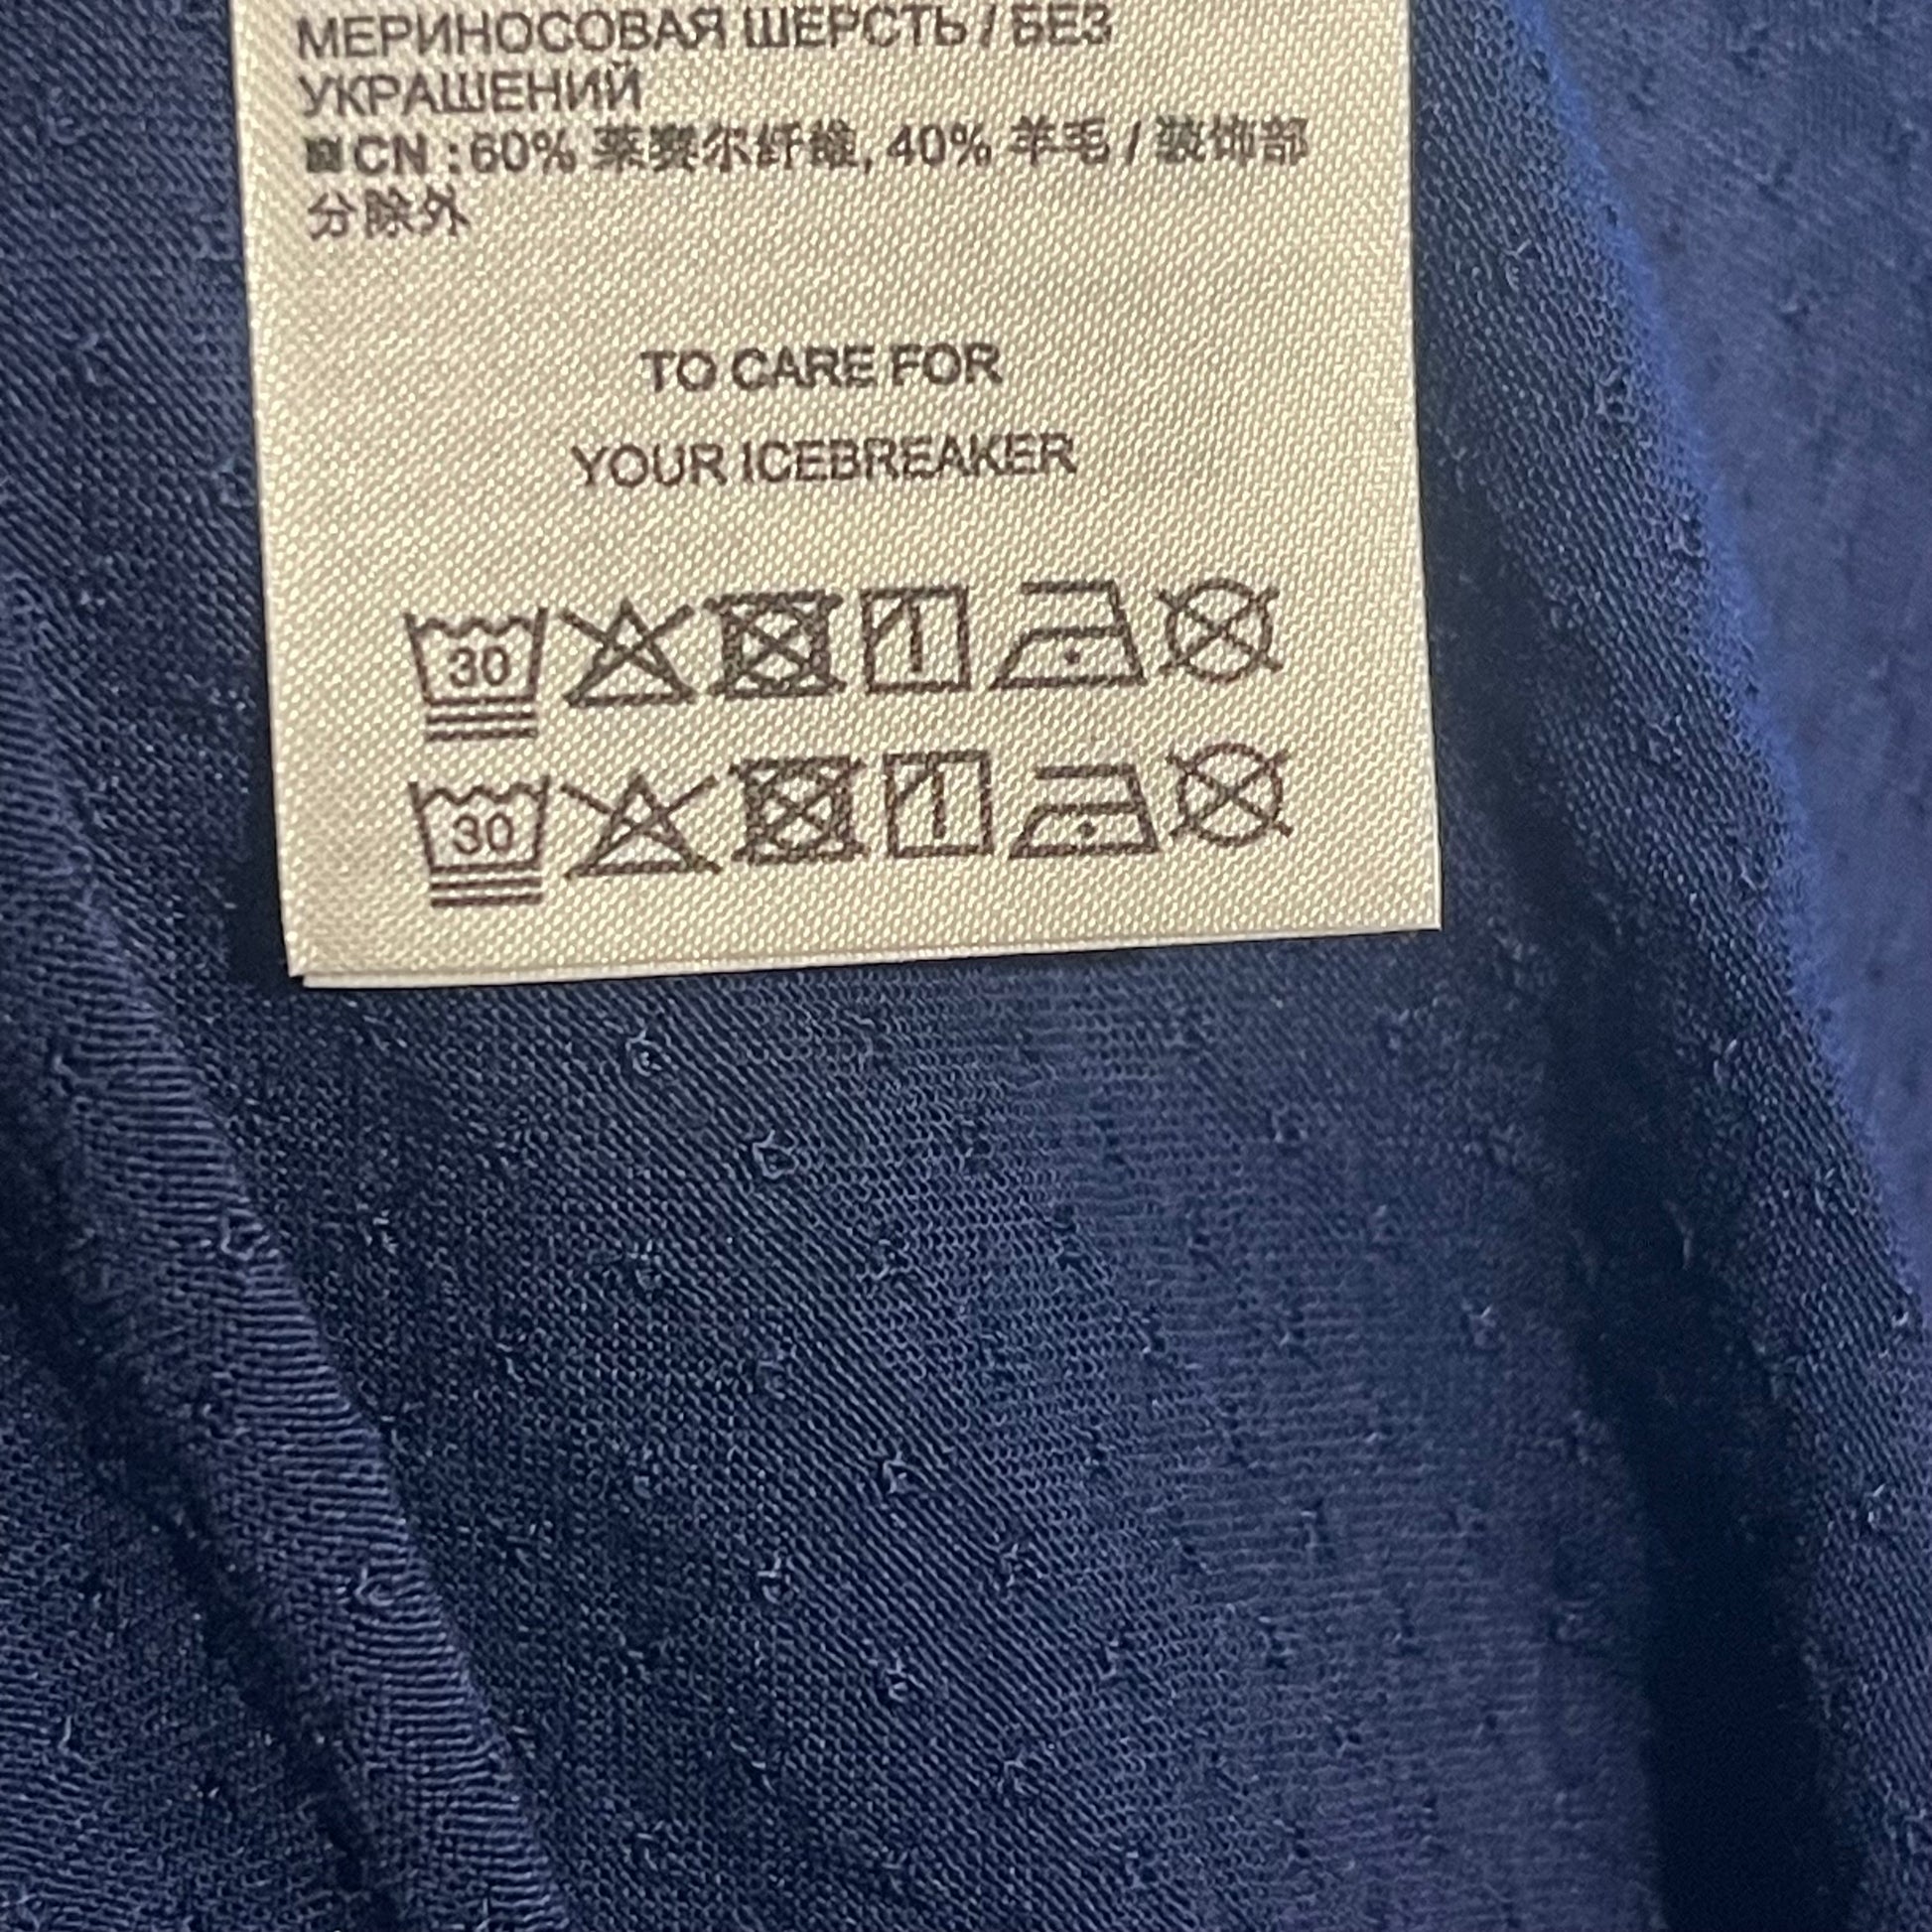 МЕРИНОСОВАЯ ШЕРСТЬ / БЕЗ
УКРАШЕНИЙ
■CN : 60% 莱赛尔纤维, 40% 羊毛 / 装饰部
分除外
TO CARE FOR
YOUR ICEBREAKER
30
30